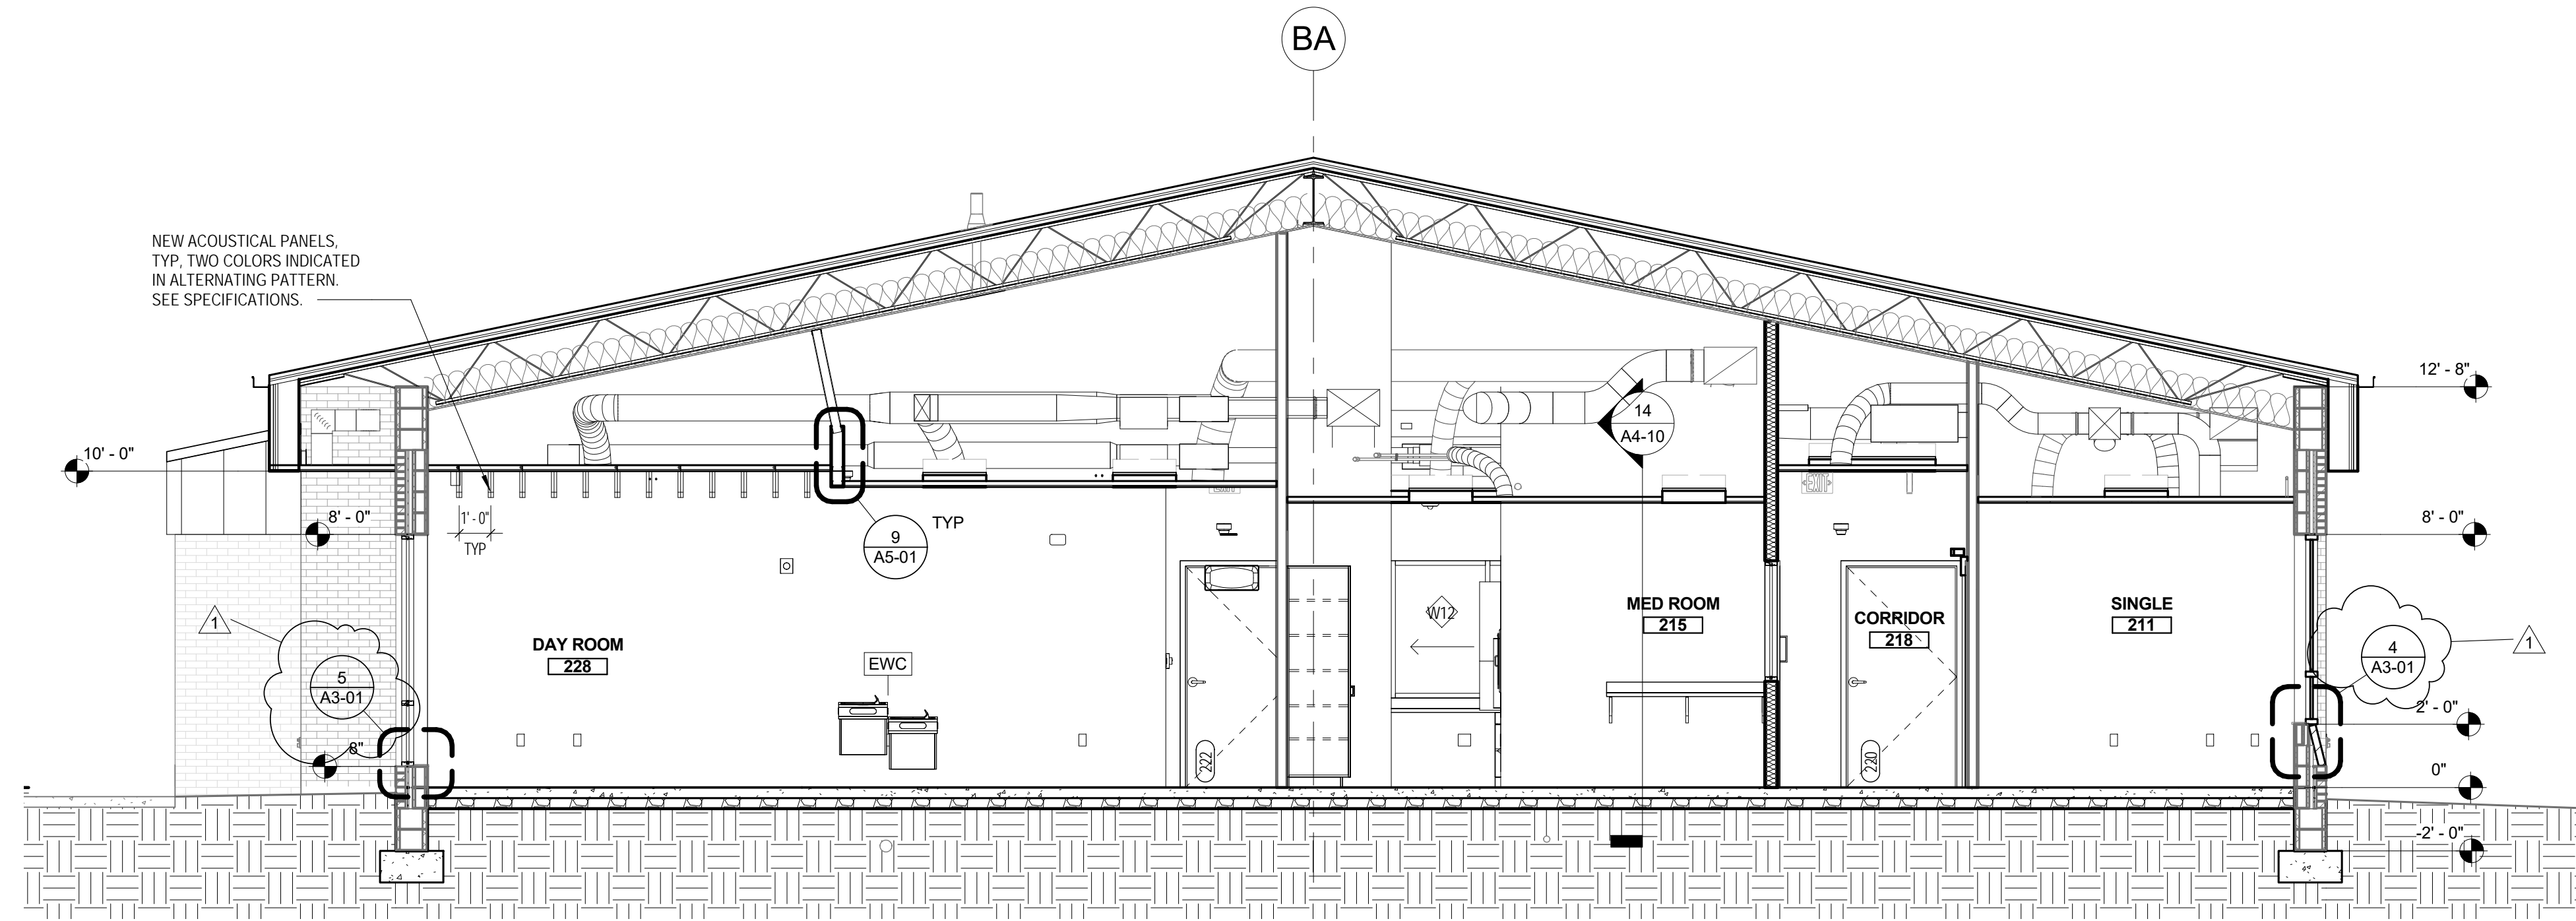 BA
NEW ACOUSTICAL PANELS,
TYP, TWO COLORS INDICATED
IN ALTERNATING PATTERN.
SEE SPECIFICATIONS.
12' - 8"
14
A4-10
10' - 0"
EXIT
EXIT
8' - 0"
1' - 0"
TYP
9
A5-01
TYP
8' - 0"
MED ROOM
215
W12
CORRIDOR
218
SINGLE
211
1
DAY ROOM
228
EWC
4
A3-01
1
5
A3-01
2' - 0"
8"
222
220
0"
-2' - 0"